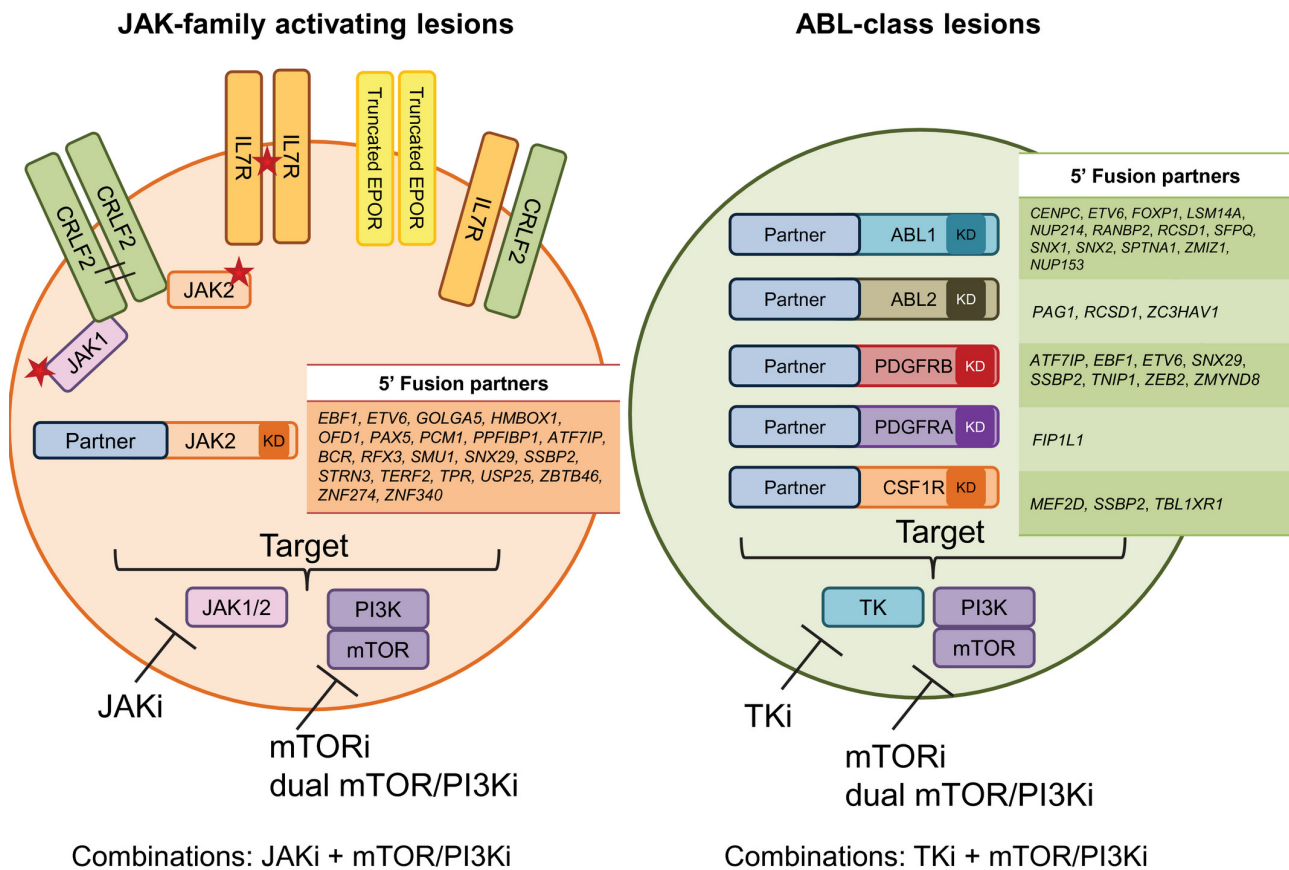 JAK-family activating lesions
CRLF2
CRLF2
IL7R
IL7R
Truncated EPOR
Truncated EPOR
IL7R
CRLF2
JAK2
JAK1
5' Fusion partners
EBF1, ETV6, GOLGA5, HMBOX1,
OFD1, PAX5, PCM1, PPFIBP1, ATF7IP,
BCR, RFX3, SMU1, SNX29, SSBP2,
STRN3, TERF2, TPR, USP25, ZBTB46,
ZNF274, ZNF340
Partner JAK2 KD
Target
JAK1/2
PI3K
mTOR
JAKi
mTORi
dual mTOR/PI3Ki
Combinations: JAKi + mTOR/PI3Ki
ABL-class lesions
5' Fusion partners
Partner ABL1 KD
CENPC, ETV6, FOXP1, LSM14A,
NUP214, RANBP2, RCSD1, SFPQ,
SNX1, SNX2, SPTNA1, ZMIZ1,
NUP153
Partner ABL2 KD
PAG1, RCSD1, ZC3HAV1
Partner PDGFRB KD
ATF7IP, EBF1, ETV6, SNX29,
SSBP2, TNIP1, ZEB2, ZMYND8
Partner PDGFRA KD
FIP1L1
Partner CSF1R KD
MEF2D, SSBP2, TBL1XR1
Target
TK
PI3K
mTOR
TKi
mTORi
dual mTOR/PI3Ki
Combinations: TKi + mTOR/PI3Ki